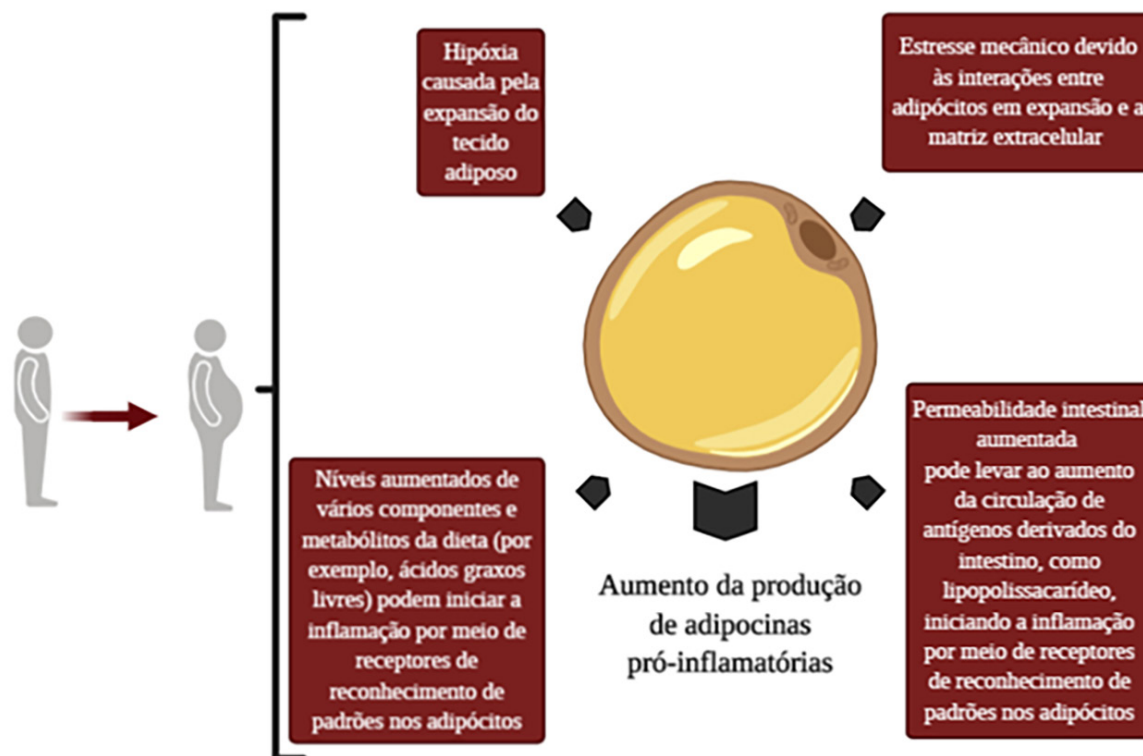 Hipóxia
causada pela
expansão do
tecido
adiposo
Estresse mecânico devido
às interações entre
adipócitos em expansão e a
matriz extracelular
Níveis aumentados de
vários componentes e
metabólitos da dieta (por
exemplo, ácidos graxos
livres) podem iniciar a
inflamação por meio de
receptores de
reconhecimento de
padrões nos adipócitos
Aumento da produção
de adipocinas
pró-inflamatórias
Permeabilidade intestinal
aumentada
pode levar ao aumento
da circulação de
antígenos derivados do
intestino, como
lipopolissacarídeo,
iniciando a inflamação
por meio de receptores
de reconhecimento de
padrões nos adipócitos